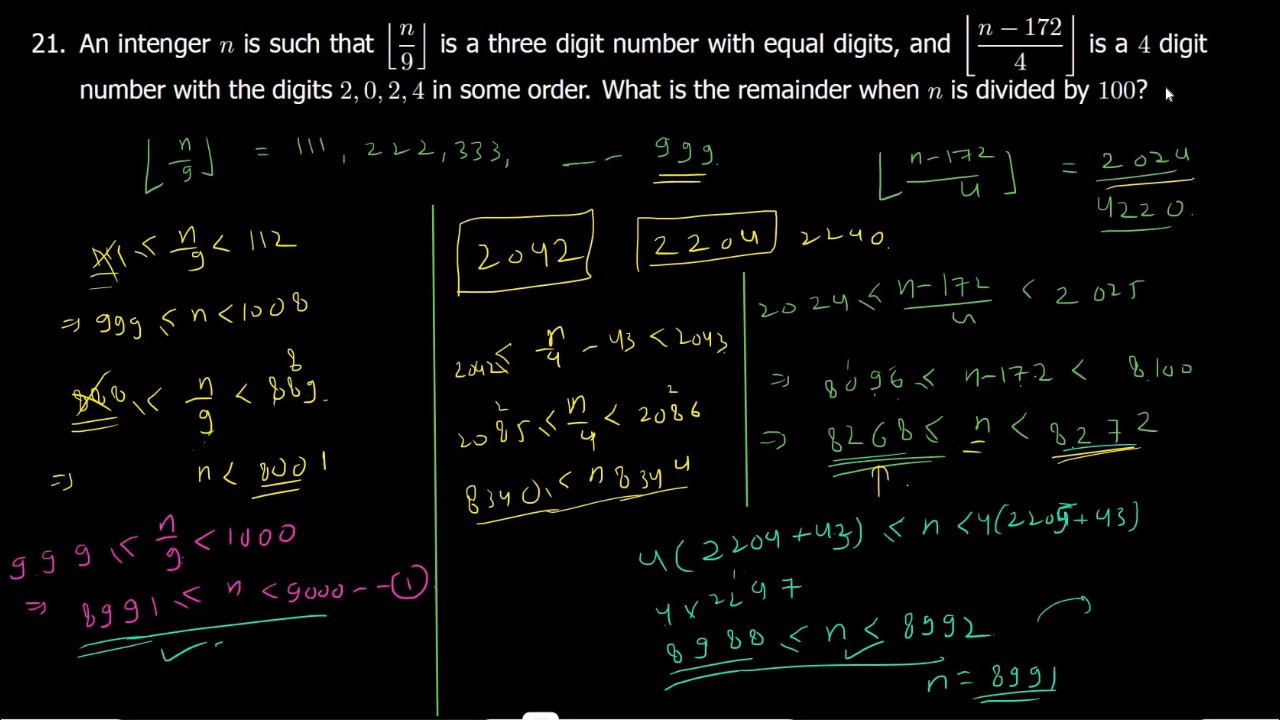 21. An intenger n is such that ⌊n/9⌋ is a three digit number with equal digits, and ⌊(n − 172)/4⌋ is a 4 digit
number with the digits 2, 0, 2, 4 in some order. What is the remainder when n is divided by 100?
⌊n/9⌋ = 111, 222, 333, — - 999.
⌊(n-172)/4⌋ = 2024
4220.
111 ≤ n/9 < 112
⇒ 999 ≤ n < 1008
888 ≤ n/9 < 889.
8
⇒ n < 8001
999 ≤ n/9 < 1000
⇒ 8991 ≤ n < 9000 -- ①
2042 2204 2240.
2042 ≤ n/4 - 43 < 2043
2085 ≤ n/4 < 2086
8340 ≤ n 8344
2024 ≤ (n-172)/4 < 2025
⇒ 8096 ≤ n-172 < 8100
⇒ 8268 ≤ n < 8272
4(2204+43) ≤ n < 4(2205+43)
4×2247
8988 ≤ n < 8992
n = 8991